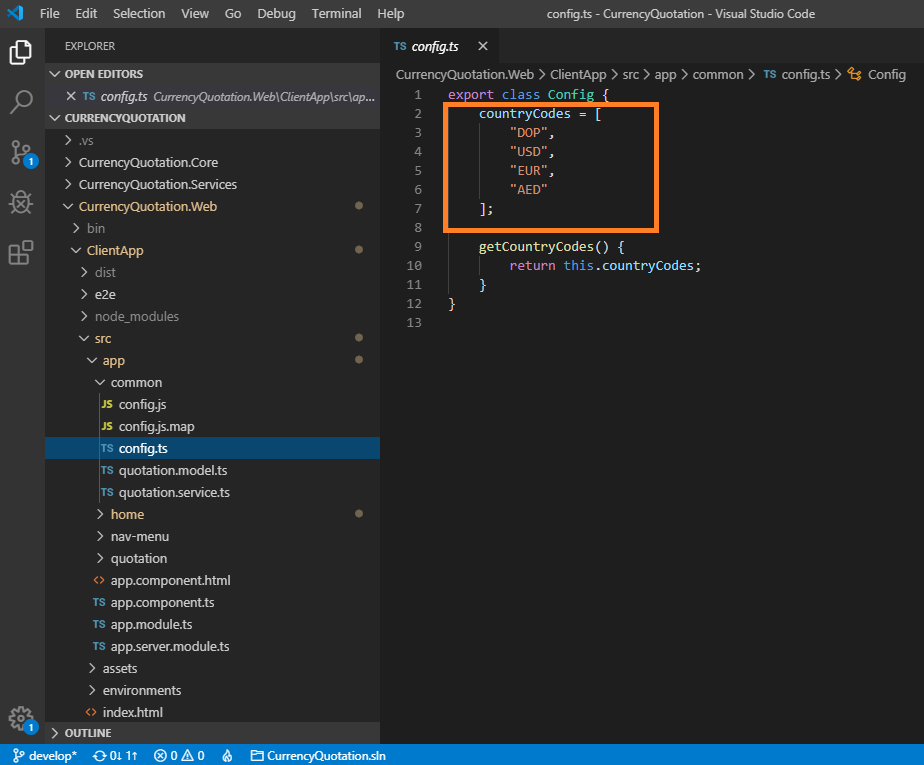 File Edit Selection View Go Debug Terminal Help config.ts - CurrencyQuotation - Visual Studio Code
EXPLORER
OPEN EDITORS
TS config.ts CurrencyQuotation.Web\ClientApp\src\ap...
CURRENCYQUOTATION
.vs
CurrencyQuotation.Core
CurrencyQuotation.Services
CurrencyQuotation.Web
bin
ClientApp
dist
e2e
node_modules
src
app
common
JS config.js
JS config.js.map
TS config.ts
TS quotation.model.ts
TS quotation.service.ts
home
nav-menu
quotation
<> app.component.html
TS app.component.ts
TS app.module.ts
TS app.server.module.ts
assets
environments
<> index.html
OUTLINE
1
1
TS config.ts
CurrencyQuotation.Web > ClientApp > src > app > common > TS config.ts > Config
1 export class Config {
2 countryCodes = [
3 "DOP",
4 "USD",
5 "EUR",
6 "AED"
7 ];
8
9 getCountryCodes() {
10 return this.countryCodes;
11 }
12 }
13
develop* 0↓ 1↑ 0 0 CurrencyQuotation.sln